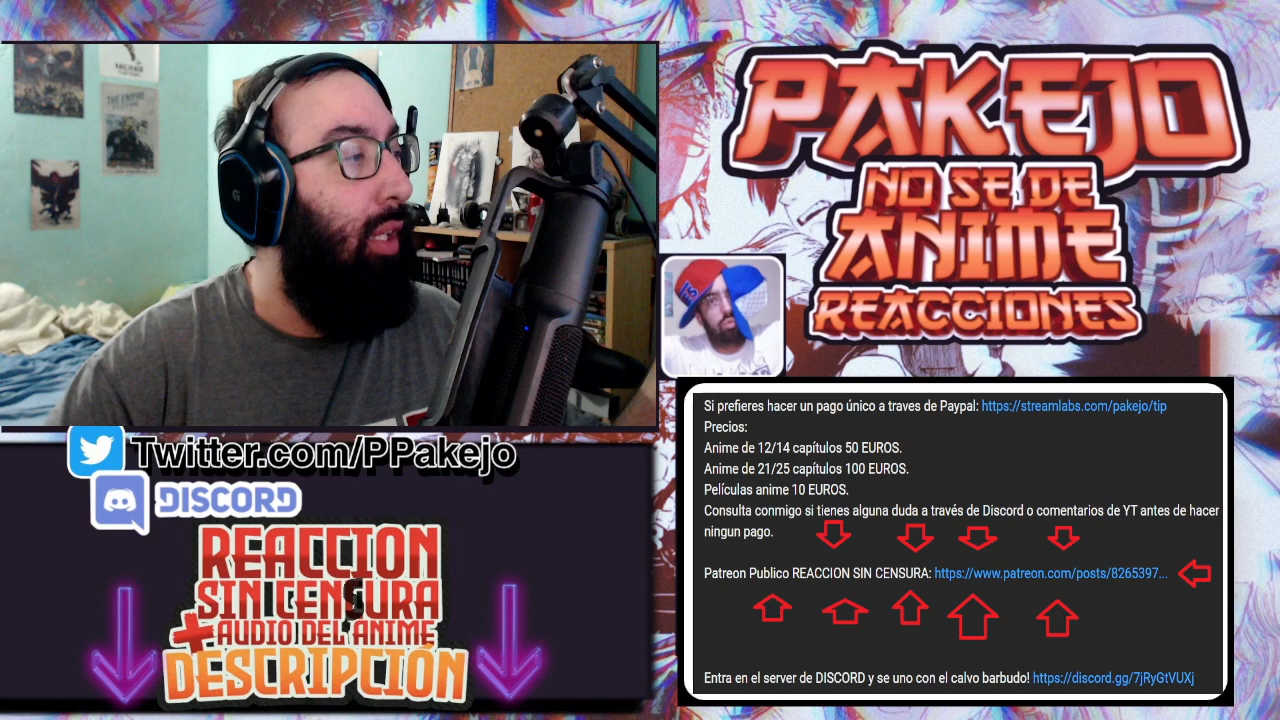 PAKEJO
NO SE DE
ANIME
REACCIONES
Si prefieres hacer un pago único a traves de Paypal: https://streamlabs.com/pakejo/tip
Precios:
Anime de 12/14 capítulos 50 EUROS.
Anime de 21/25 capítulos 100 EUROS.
Películas anime 10 EUROS.
Consulta conmigo si tienes alguna duda a través de Discord o comentarios de YT antes de hacer
ningun pago.
Patreon Publico REACCION SIN CENSURA: https://www.patreon.com/posts/8265397...
Entra en el server de DISCORD y se uno con el calvo barbudo! https://discord.gg/7jRyGtVUXj
Twitter.com/PPakejo
DISCORD
REACCION
SIN CENSURA
+AUDIO DEL ANIME
DESCRIPCIÓN